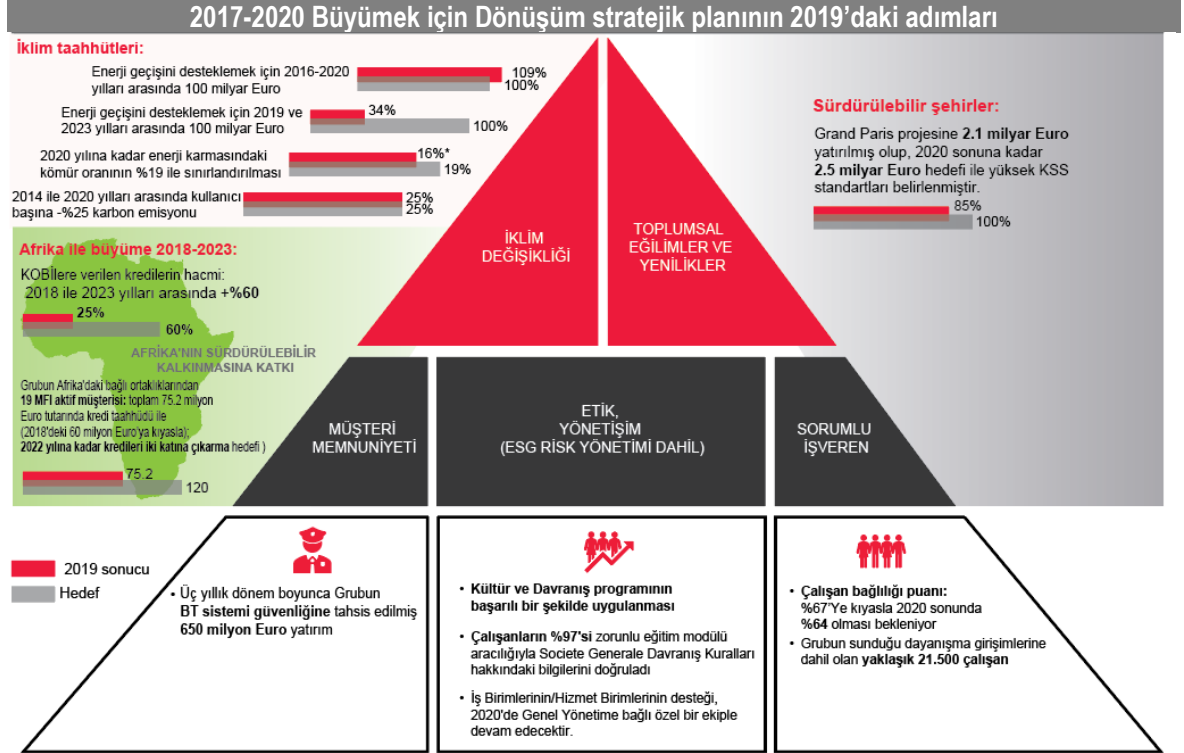 2017-2020 Büyümek için Dönüşüm stratejik planının 2019’daki adımları
İklim taahhütleri:
Enerji geçişini desteklemek için 2016-2020
yılları arasında 100 milyar Euro
109%
100%
Enerji geçişini desteklemek için 2019 ve
2023 yılları arasında 100 milyar Euro
34%
100%
2020 yılına kadar enerji karmasındaki
kömür oranının %19 ile sınırlandırılması
16%*
19%
2014 ile 2020 yılları arasında kullanıcı
başına -%25 karbon emisyonu
25%
25%
Afrika ile büyüme 2018-2023:
KOBİlere verilen kredilerin hacmi:
2018 ile 2023 yılları arasında +%60
25%
60%
AFRİKA'NIN SÜRDÜRÜLEBİLİR
KALKINMASINA KATKI
Grubun Afrika'daki bağlı ortaklıklarından
19 MFI aktif müşterisi: toplam 75.2 milyon
Euro tutarında kredi taahhüdü ile
(2018'deki 60 milyon Euro'ya kıyasla);
2022 yılına kadar kredileri iki katına çıkarma hedefi )
75.2
120
İKLİM
DEĞİŞİKLİĞİ
TOPLUMSAL
EĞİLİMLER VE
YENİLİKLER
Sürdürülebilir şehirler:
Grand Paris projesine 2.1 milyar Euro
yatırılmış olup, 2020 sonuna kadar
2.5 milyar Euro hedefi ile yüksek KSS
standartları belirlenmiştir.
85%
100%
MÜŞTERİ
MEMNUNİYETİ
ETİK,
YÖNETİŞİM
(ESG RİSK YÖNETİMİ DAHİL)
SORUMLU
İŞVEREN
2019 sonucu
Hedef
• Üç yıllık dönem boyunca Grubun
BT sistemi güvenliğine tahsis edilmiş
650 milyon Euro yatırım
• Kültür ve Davranış programının
başarılı bir şekilde uygulanması
• Çalışanların %97'si zorunlu eğitim modülü
aracılığıyla Societe Generale Davranış Kuralları
hakkındaki bilgilerini doğruladı
• İş Birimlerinin/Hizmet Birimlerinin desteği,
2020'de Genel Yönetime bağlı özel bir ekiple
devam edecektir.
• Çalışan bağlılığı puanı:
%67'Ye kıyasla 2020 sonunda
%64 olması bekleniyor
• Grubun sunduğu dayanışma girişimlerine
dahil olan yaklaşık 21.500 çalışan